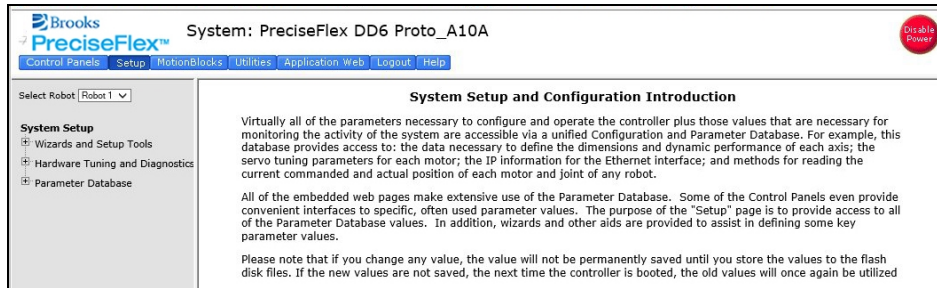 Brooks
PreciseFlex™
System: PreciseFlex DD6 Proto_A10A
Disable
Power
Control Panels Setup MotionBlocks Utilities Application Web Logout Help
Select Robot Robot 1
System Setup
Wizards and Setup Tools
Hardware Tuning and Diagnostics
Parameter Database
System Setup and Configuration Introduction
Virtually all of the parameters necessary to configure and operate the controller plus those values that are necessary for
monitoring the activity of the system are accessible via a unified Configuration and Parameter Database. For example, this
database provides access to: the data necessary to define the dimensions and dynamic performance of each axis; the
servo tuning parameters for each motor; the IP information for the Ethernet interface; and methods for reading the
current commanded and actual position of each motor and joint of any robot.
All of the embedded web pages make extensive use of the Parameter Database. Some of the Control Panels even provide
convenient interfaces to specific, often used parameter values. The purpose of the "Setup" page is to provide access to all
of the Parameter Database values. In addition, wizards and other aids are provided to assist in defining some key
parameter values.
Please note that if you change any value, the value will not be permanently saved until you store the values to the flash
disk files. If the new values are not saved, the next time the controller is booted, the old values will once again be utilized